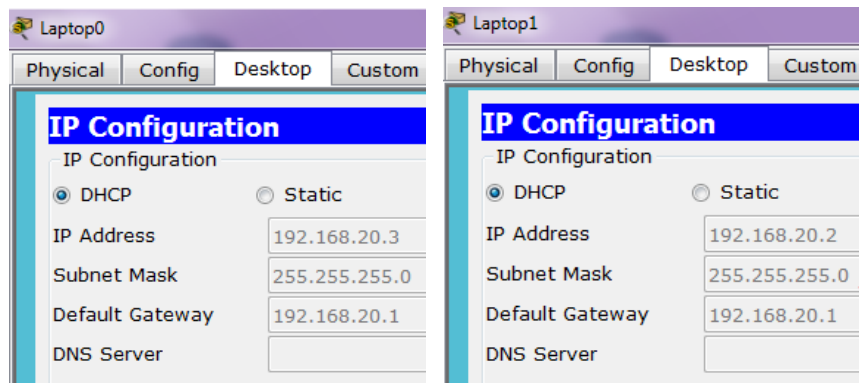 Laptop0
Physical Config Desktop Custom
IP Configuration
IP Configuration
DHCP Static
IP Address 192.168.20.3
Subnet Mask 255.255.255.0
Default Gateway 192.168.20.1
DNS Server
Laptop1
Physical Config Desktop Custom
IP Configuration
IP Configuration
DHCP Static
IP Address 192.168.20.2
Subnet Mask 255.255.255.0
Default Gateway 192.168.20.1
DNS Server